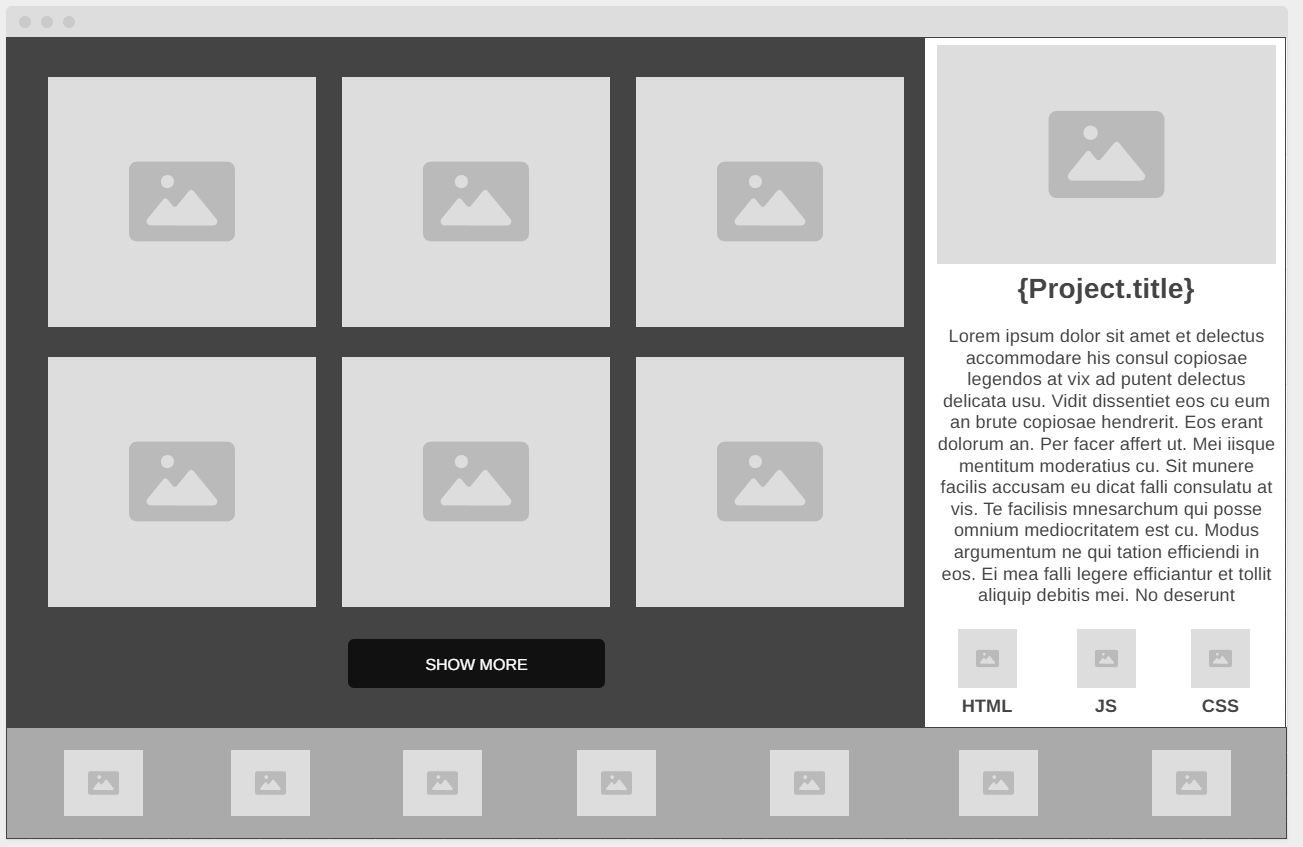 {Project.title}
Lorem ipsum dolor sit amet et delectus
accommodare his consul copiosae
legendos at vix ad putent delectus
delicata usu. Vidit dissentiet eos cu eum
an brute copiosae hendrerit. Eos erant
dolorum an. Per facer affert ut. Mei iisque
mentitum moderatius cu. Sit munere
facilis accusam eu dicat falli consulatu at
vis. Te facilisis mnesarchum qui posse
omnium mediocritatem est cu. Modus
argumentum ne qui tation efficiendi in
eos. Ei mea falli legere efficiantur et tollit
aliquip debitis mei. No deserunt
SHOW MORE
HTML JS CSS